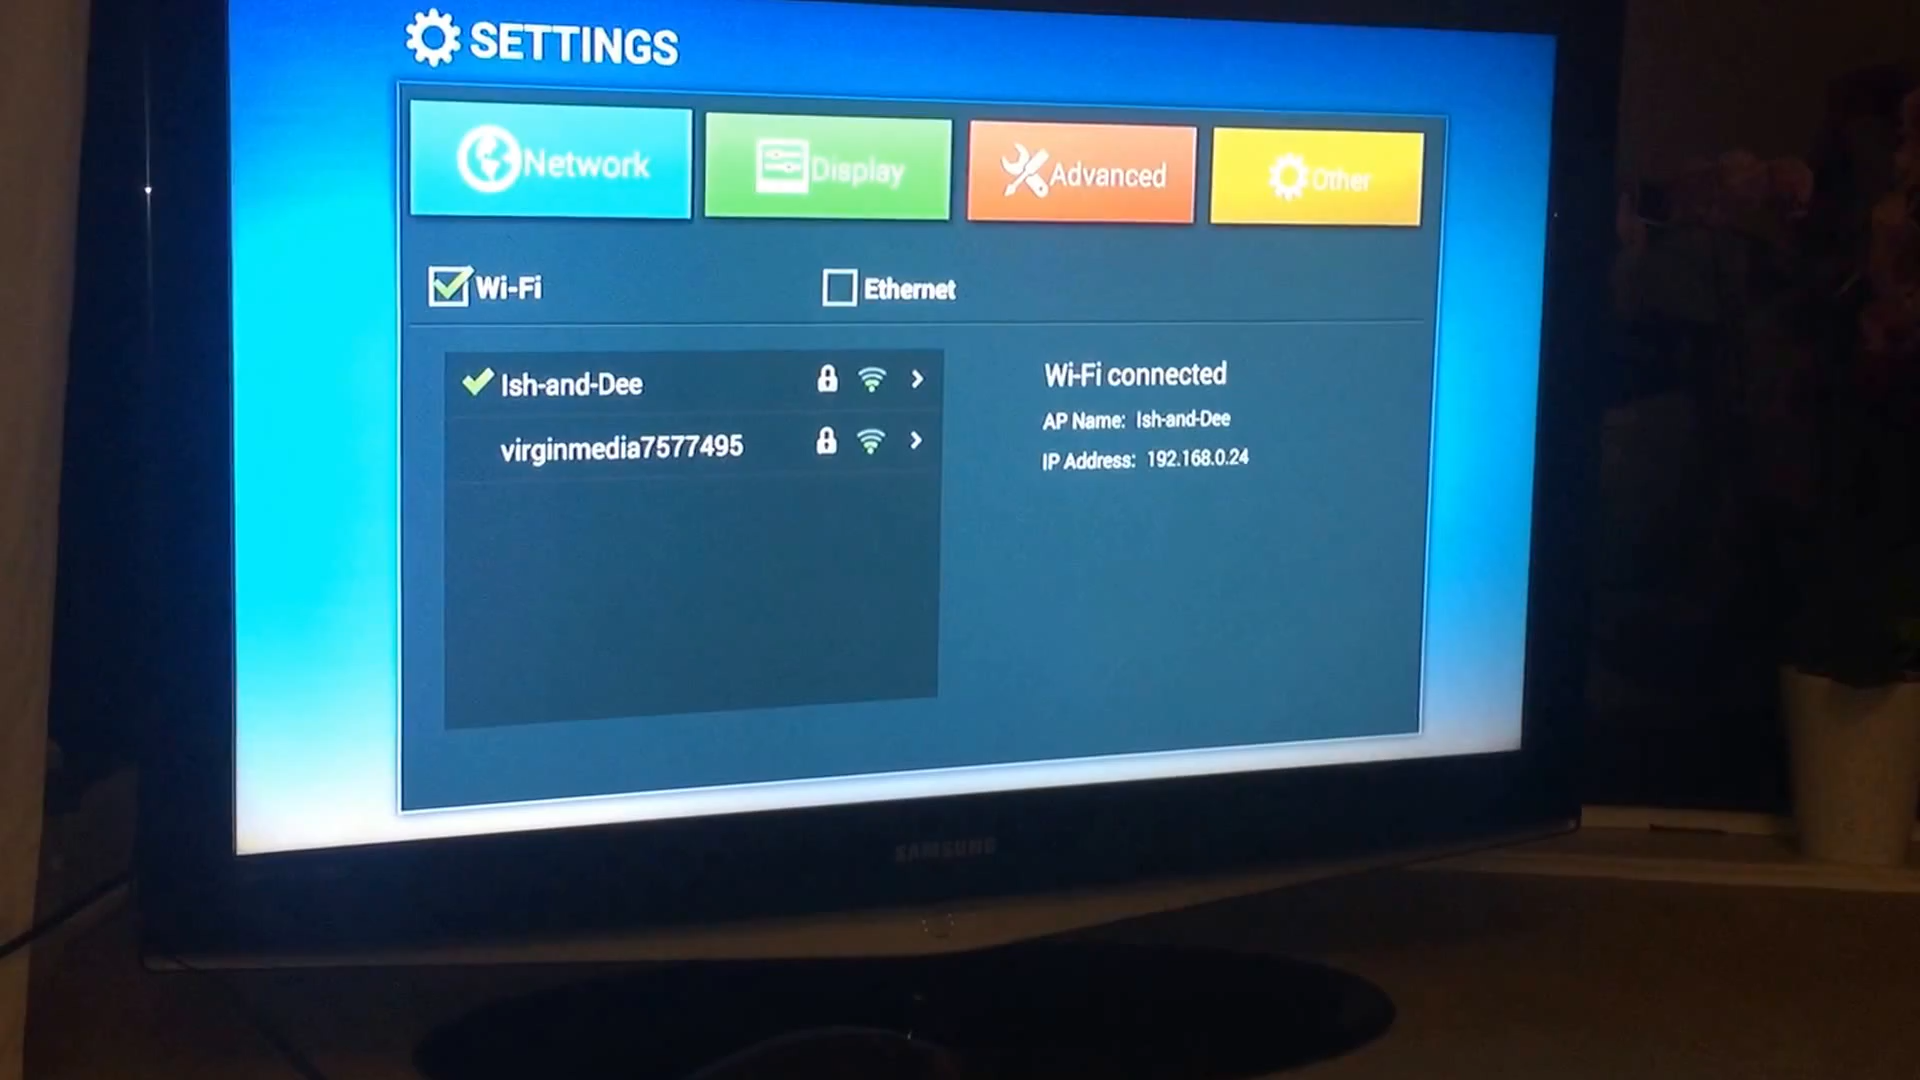 SETTINGS
Network
Display
Advanced
Other
Wi-Fi
Ethernet
Ish-and-Dee
virginmedia7577495
Wi-Fi connected
AP Name: Ish-and-Dee
IP Address: 192.168.0.24
SAMSUNG